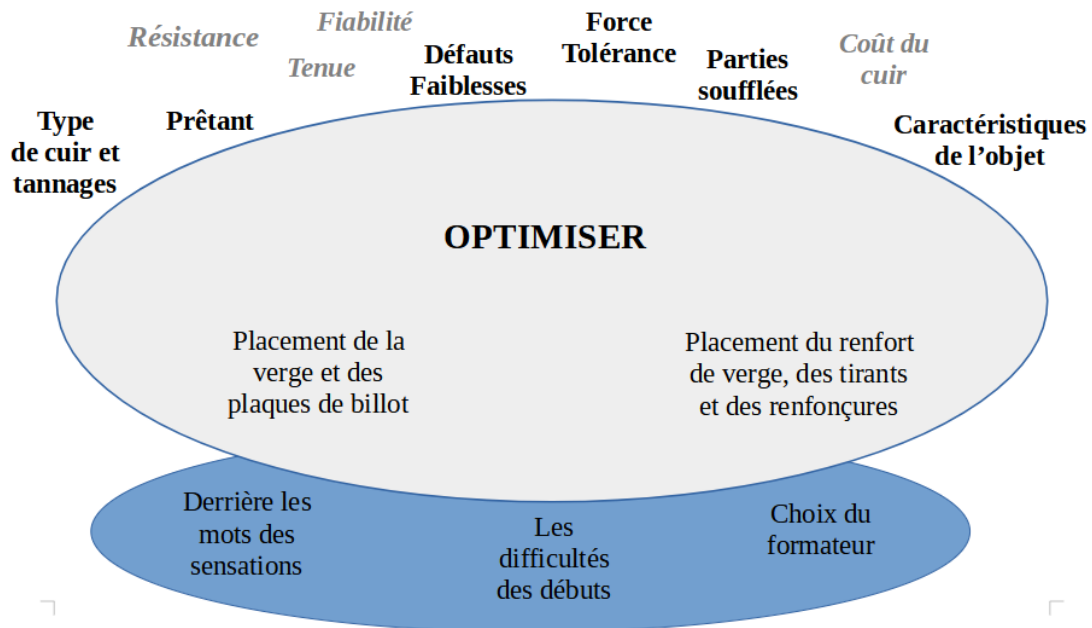 Résistance
Fiabilité
Tenue
Défauts
Faiblesses
Force
Tolérance
Parties
soufflées
Coût du
cuir
Type
de cuir et
tannages
Prêtant
Caractéristiques
de l’objet
OPTIMISER
Placement de la
verge et des
plaques de billot
Placement du renfort
de verge, des tirants
et des renfonçures
Derrière les
mots des
sensations
Les
difficultés
des débuts
Choix du
formateur